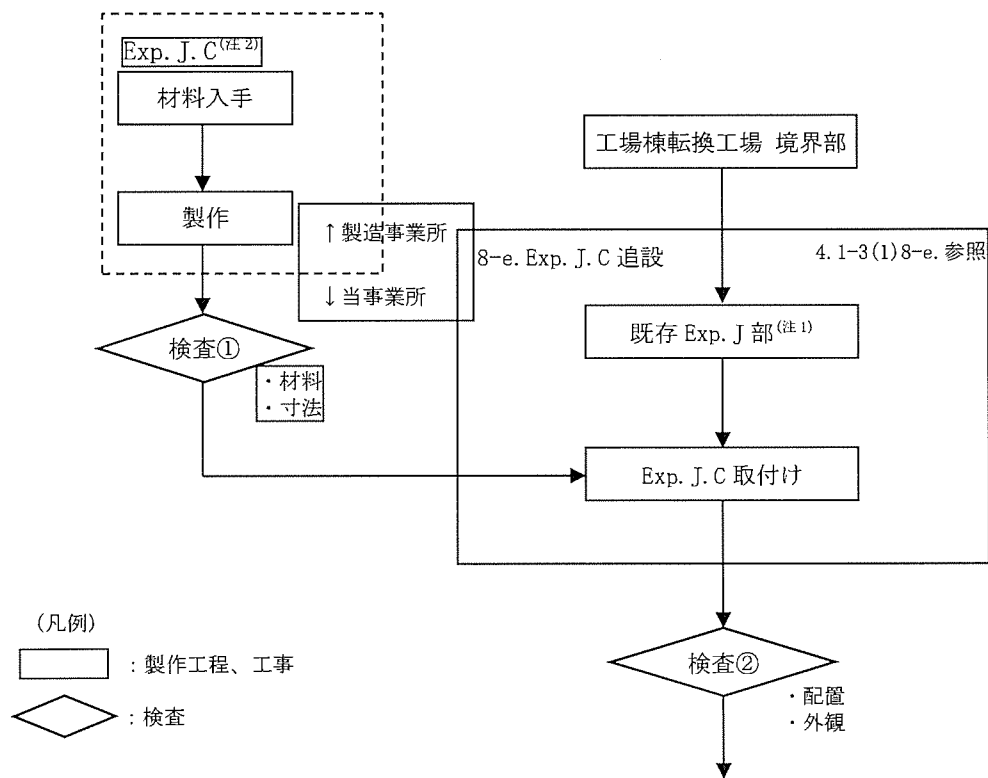 Exp. J. C(注 2)
材料入手
製作
↑ 製造事業所
↓ 当事業所
検査①
・材料
・寸法
工場棟転換工場 境界部
8-e. Exp. J. C 追設
4.1-3(1)8-e. 参照
既存 Exp. J 部(注 1)
Exp. J. C 取付け
検査②
・配置
・外観
(凡例)
：製作工程、工事
：検査